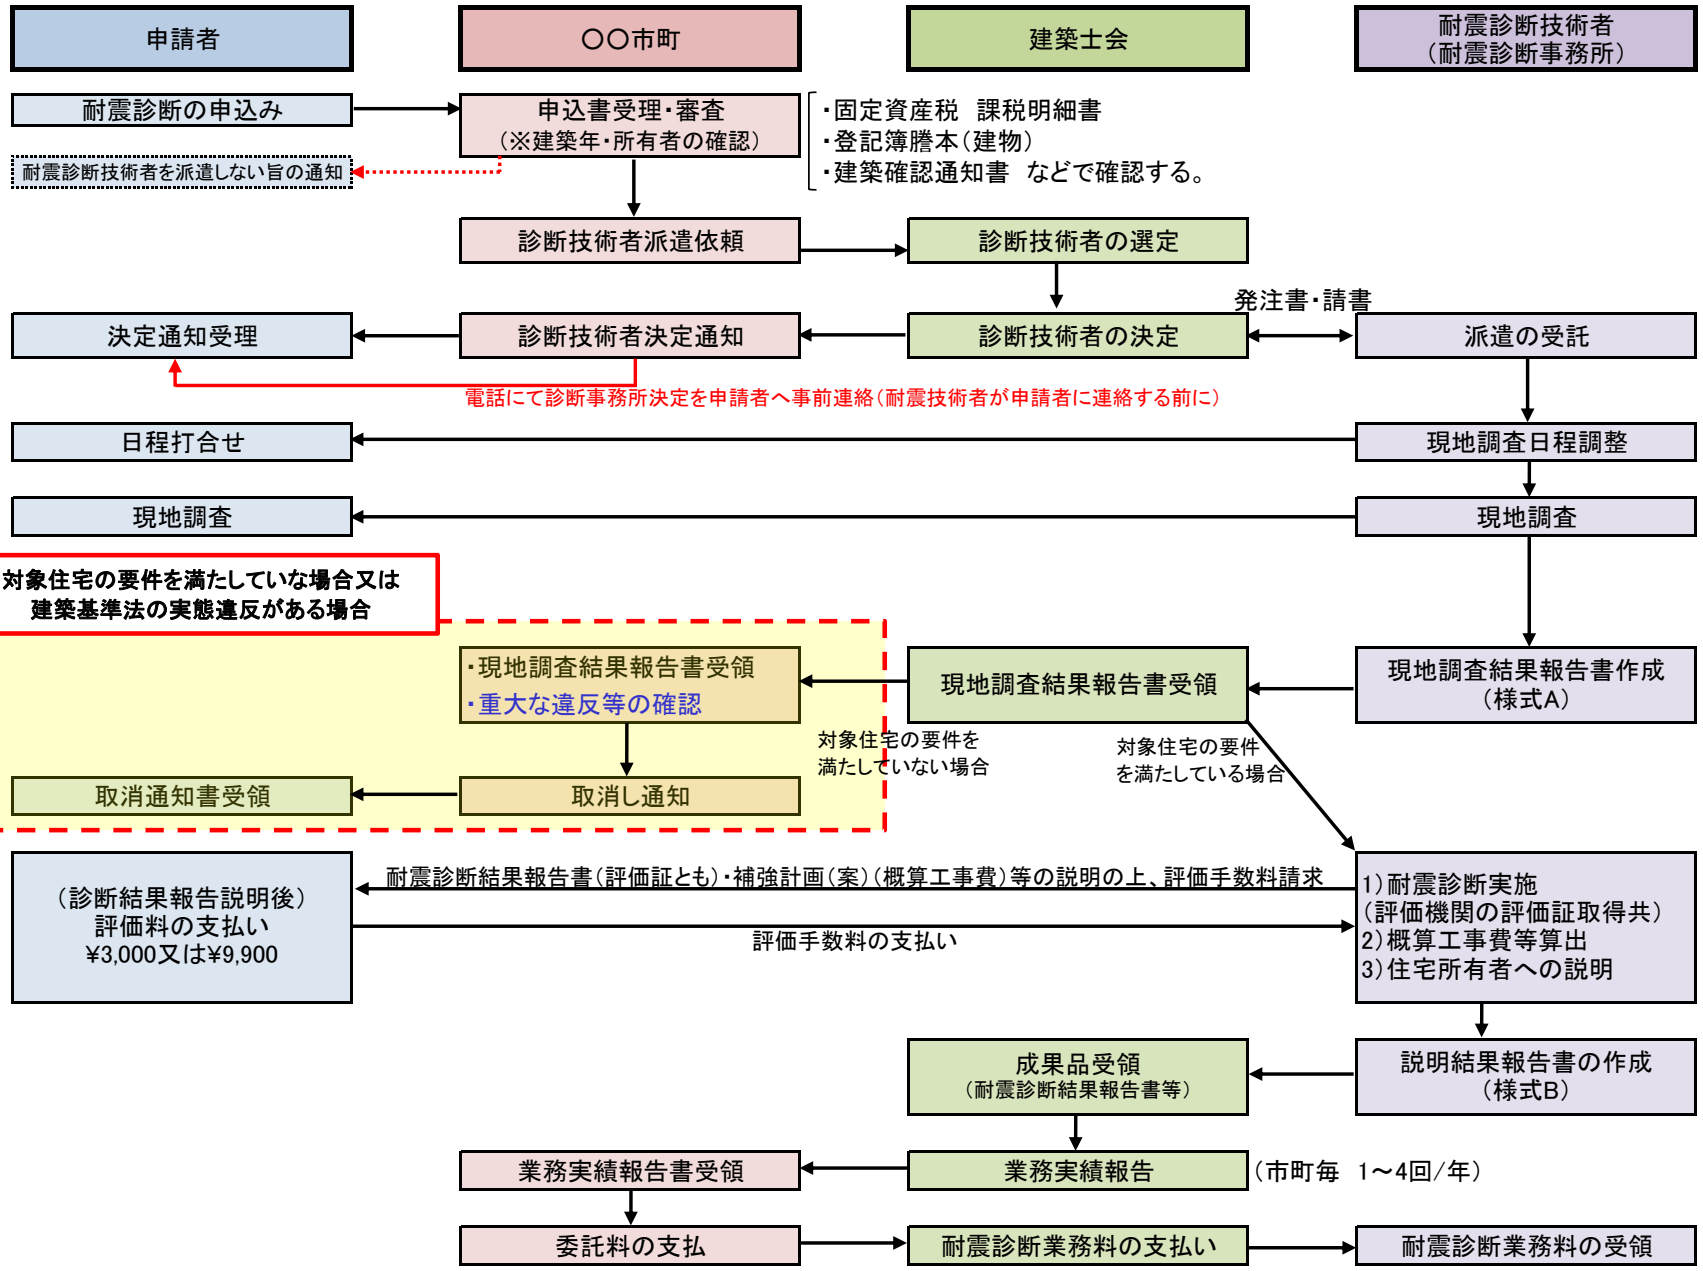 申請者
〇〇市町
建築士会
耐震診断技術者
（耐震診断事務所）
耐震診断の申込み
申込書受理・審査
（※建築年・所有者の確認）
・固定資産税　課税明細書
・登記簿謄本（建物）
・建築確認通知書　などで確認する。
耐震診断技術者を派遣しない旨の通知
診断技術者派遣依頼
診断技術者の選定
発注書・請書
決定通知受理
診断技術者決定通知
診断技術者の決定
派遣の受託
電話にて診断事務所決定を申請者へ事前連絡（耐震技術者が申請者に連絡する前に）
日程打合せ
現地調査日程調整
現地調査
現地調査
対象住宅の要件を満たしていな場合又は
建築基準法の実態違反がある場合
・現地調査結果報告書受領
・重大な違反等の確認
現地調査結果報告書受領
現地調査結果報告書作成
（様式A）
対象住宅の要件を
満たしていない場合
対象住宅の要件
を満たしている場合
取消通知書受領
取消し通知
耐震診断結果報告書（評価証とも）・補強計画（案）（概算工事費）等の説明の上、評価手数料請求
（診断結果報告説明後）
評価料の支払い
¥3,000又は¥9,900
評価手数料の支払い
1）耐震診断実施
（評価機関の評価証取得共）
2）概算工事費等算出
3）住宅所有者への説明
成果品受領
（耐震診断結果報告書等）
説明結果報告書の作成
（様式B）
業務実績報告書受領
業務実績報告
（市町毎　1～4回/年）
委託料の支払
耐震診断業務料の支払い
耐震診断業務料の受領